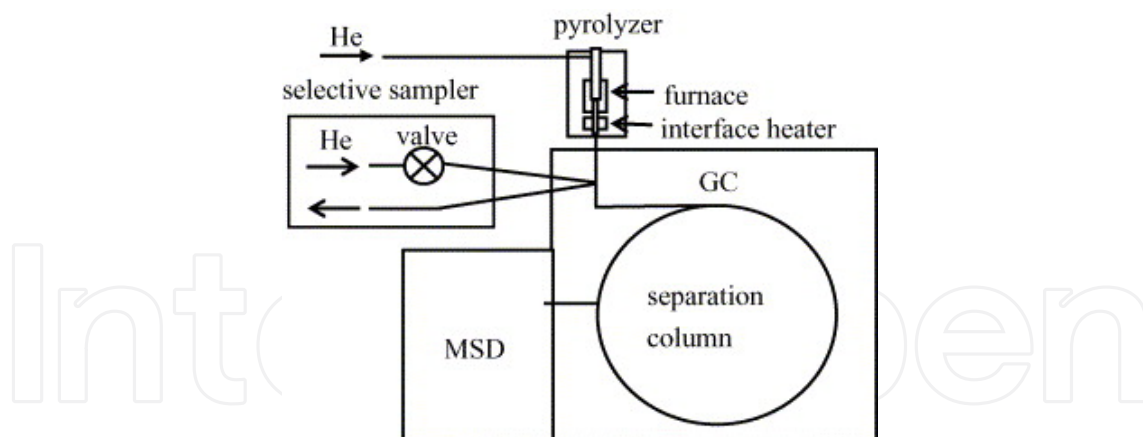 pyrolyzer
He
selective sampler
furnace
interface heater
He
valve
GC
separation
column
MSD